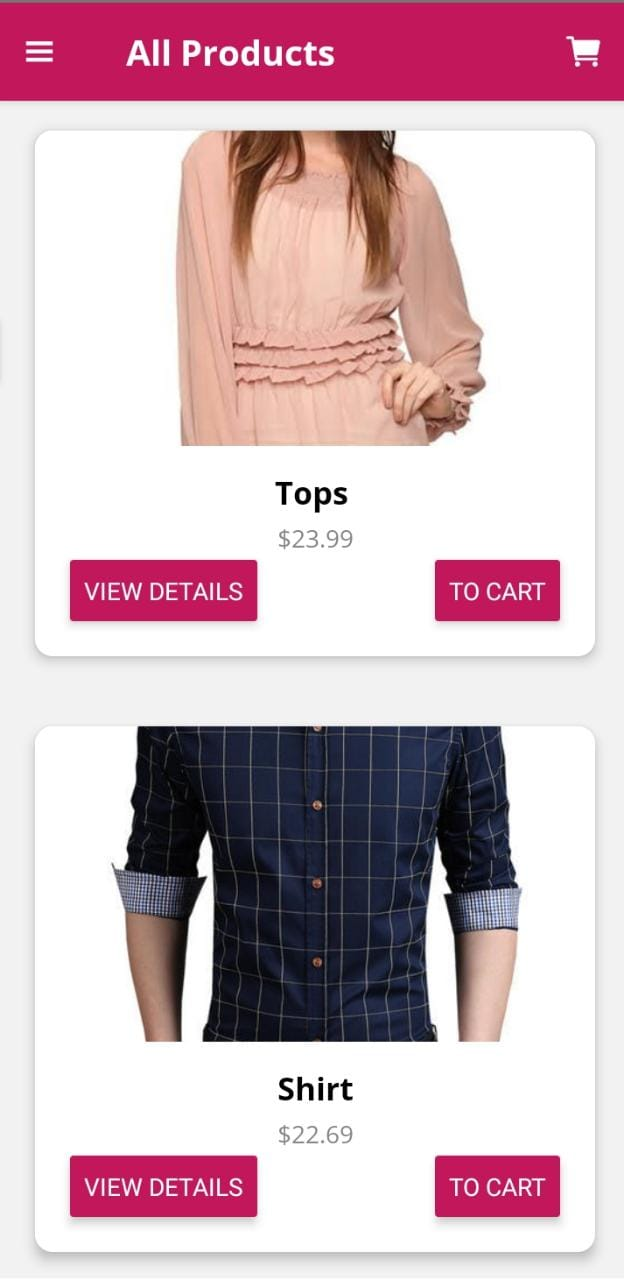 All Products
Tops
$23.99
VIEW DETAILS
TO CART
Shirt
$22.69
VIEW DETAILS
TO CART